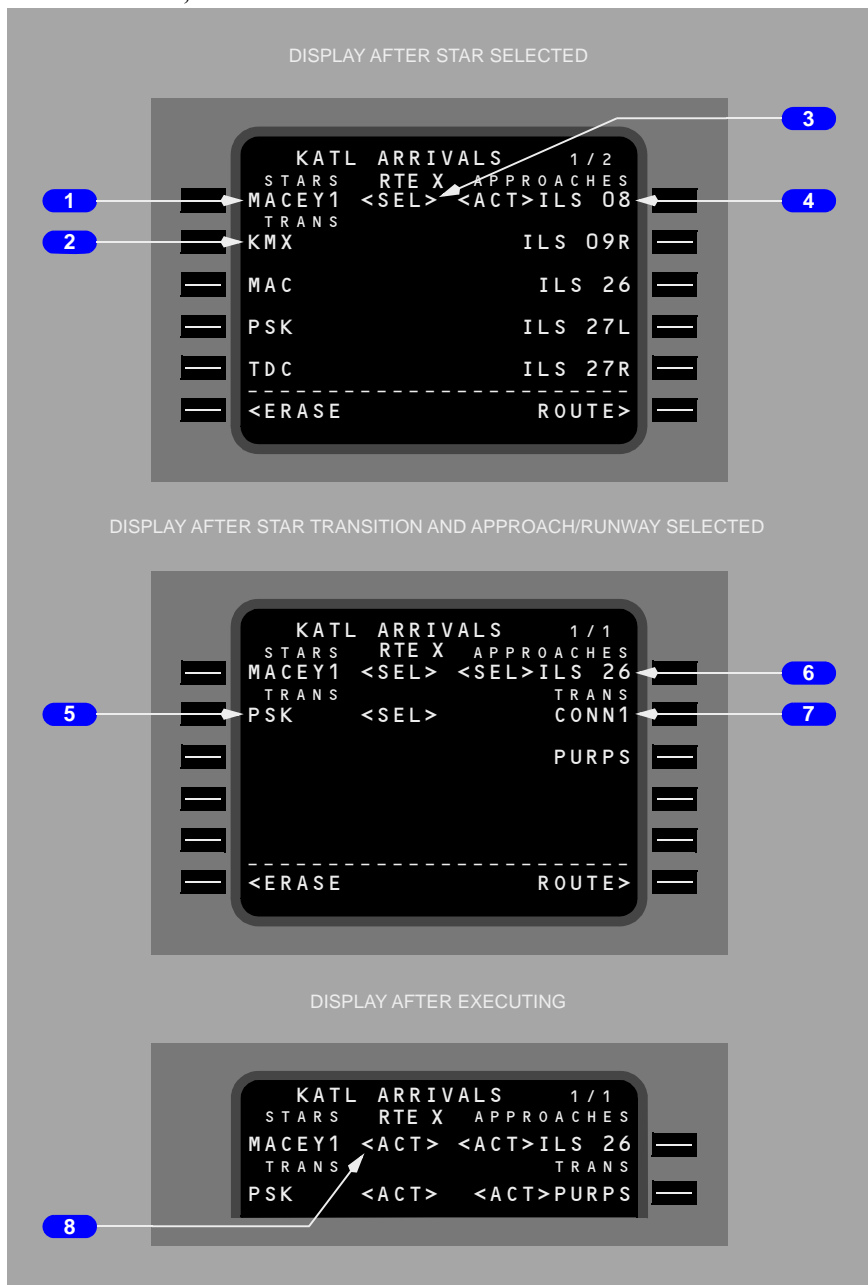 DISPLAY AFTER STAR SELECTED
3
KATL ARRIVALS 1/2
STARS RTE X APPROACHES
1 MACEY1 <SEL> <ACT>ILS 08 4
TRANS
2 KMX ILS 09R
MAC ILS 26
PSK ILS 27L
TDC ILS 27R
------------------------
<ERASE ROUTE>
DISPLAY AFTER STAR TRANSITION AND APPROACH/RUNWAY SELECTED
KATL ARRIVALS 1/1
STARS RTE X APPROACHES
MACEY1 <SEL> <SEL>ILS 26 6
TRANS TRANS
5 PSK <SEL> CONN1 7
PURPS
------------------------
<ERASE ROUTE>
DISPLAY AFTER EXECUTING
KATL ARRIVALS 1/1
STARS RTE X APPROACHES
MACEY1 <ACT> <ACT>ILS 26
TRANS TRANS
PSK <ACT> <ACT>PURPS
8